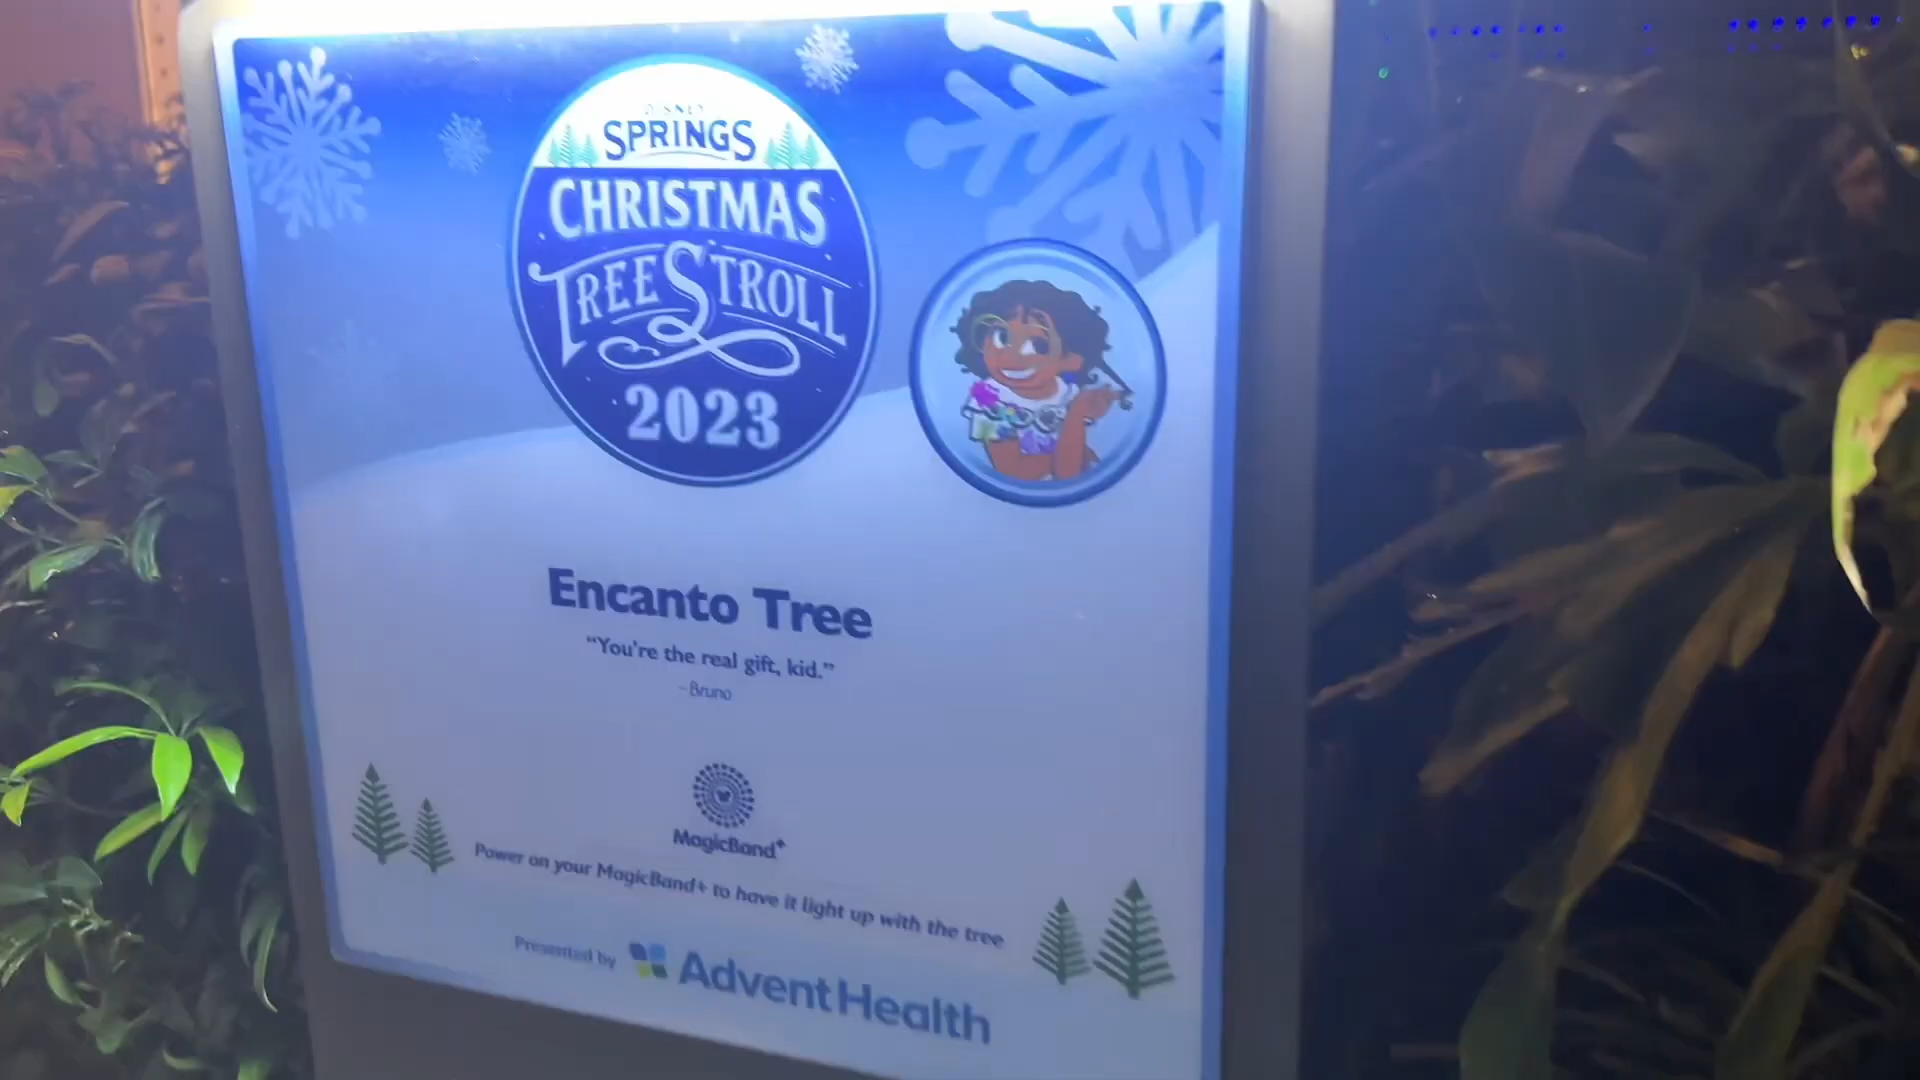 DISNEY
SPRINGS
CHRISTMAS
TREE STROLL
2023
Encanto Tree
“You’re the real gift, kid.”
-Bruno
MagicBand+
Power on your MagicBand+ to have it light up with the tree
Presented by AdventHealth